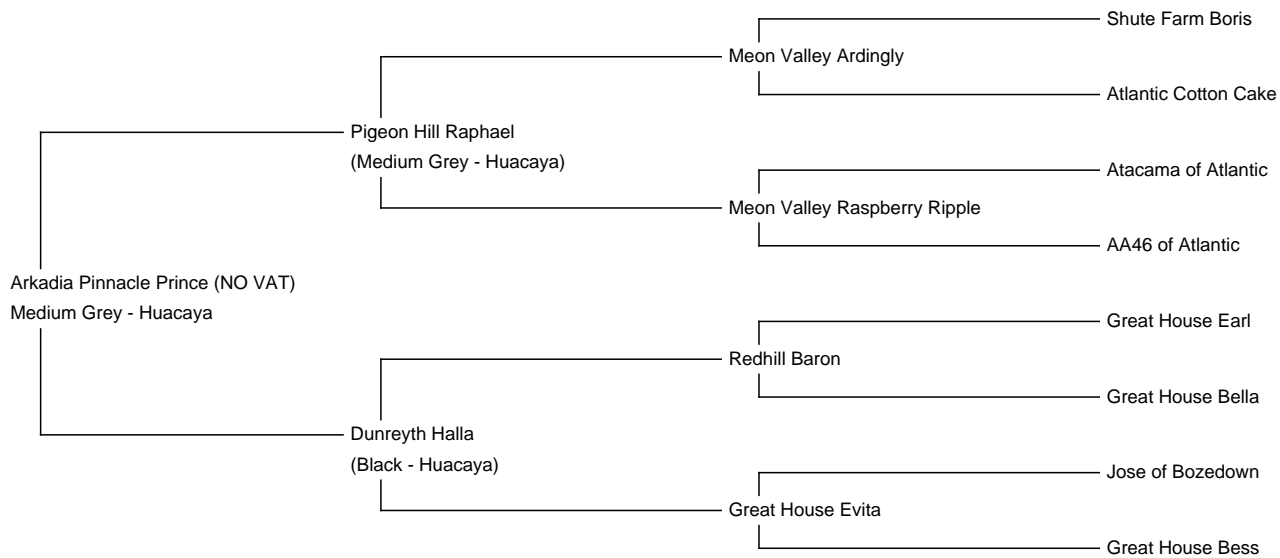 Shute Farm Boris
Meon Valley Ardingly
Atlantic Cotton Cake
Pigeon Hill Raphael
(Medium Grey - Huacaya)
Atacama of Atlantic
Meon Valley Raspberry Ripple
AA46 of Atlantic
Arkadia Pinnacle Prince (NO VAT)
Medium Grey - Huacaya
Great House Earl
Redhill Baron
Great House Bella
Dunreyth Halla
(Black - Huacaya)
Jose of Bozedown
Great House Evita
Great House Bess